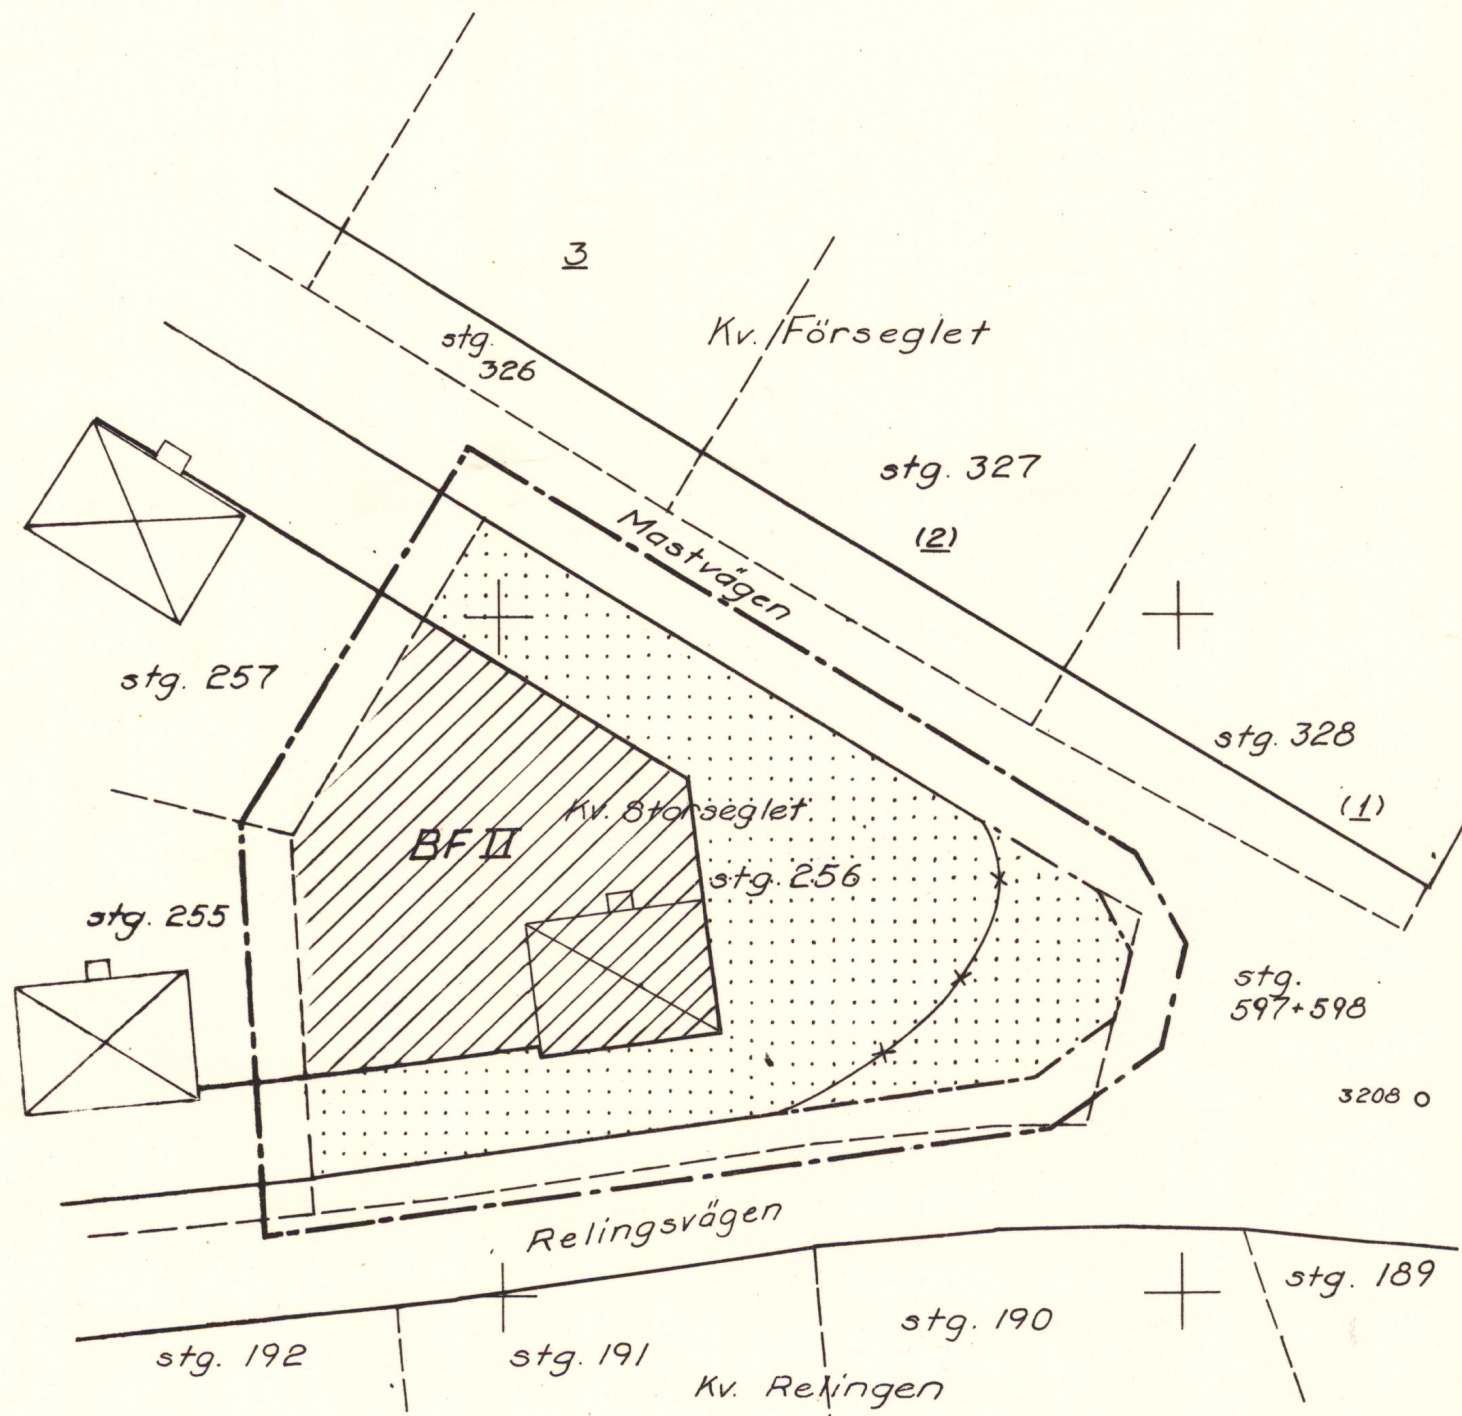 3
Kv. Förseglet
stg.
326
stg. 327
(2)
Mastvägen
stg. 257
stg. 328
(1)
Kv. Storseglet
BF II
stg. 256
stg. 255
stg.
597+598
3208
Relingsvägen
stg. 189
stg. 190
stg. 192
stg. 191
Kv. Relingen